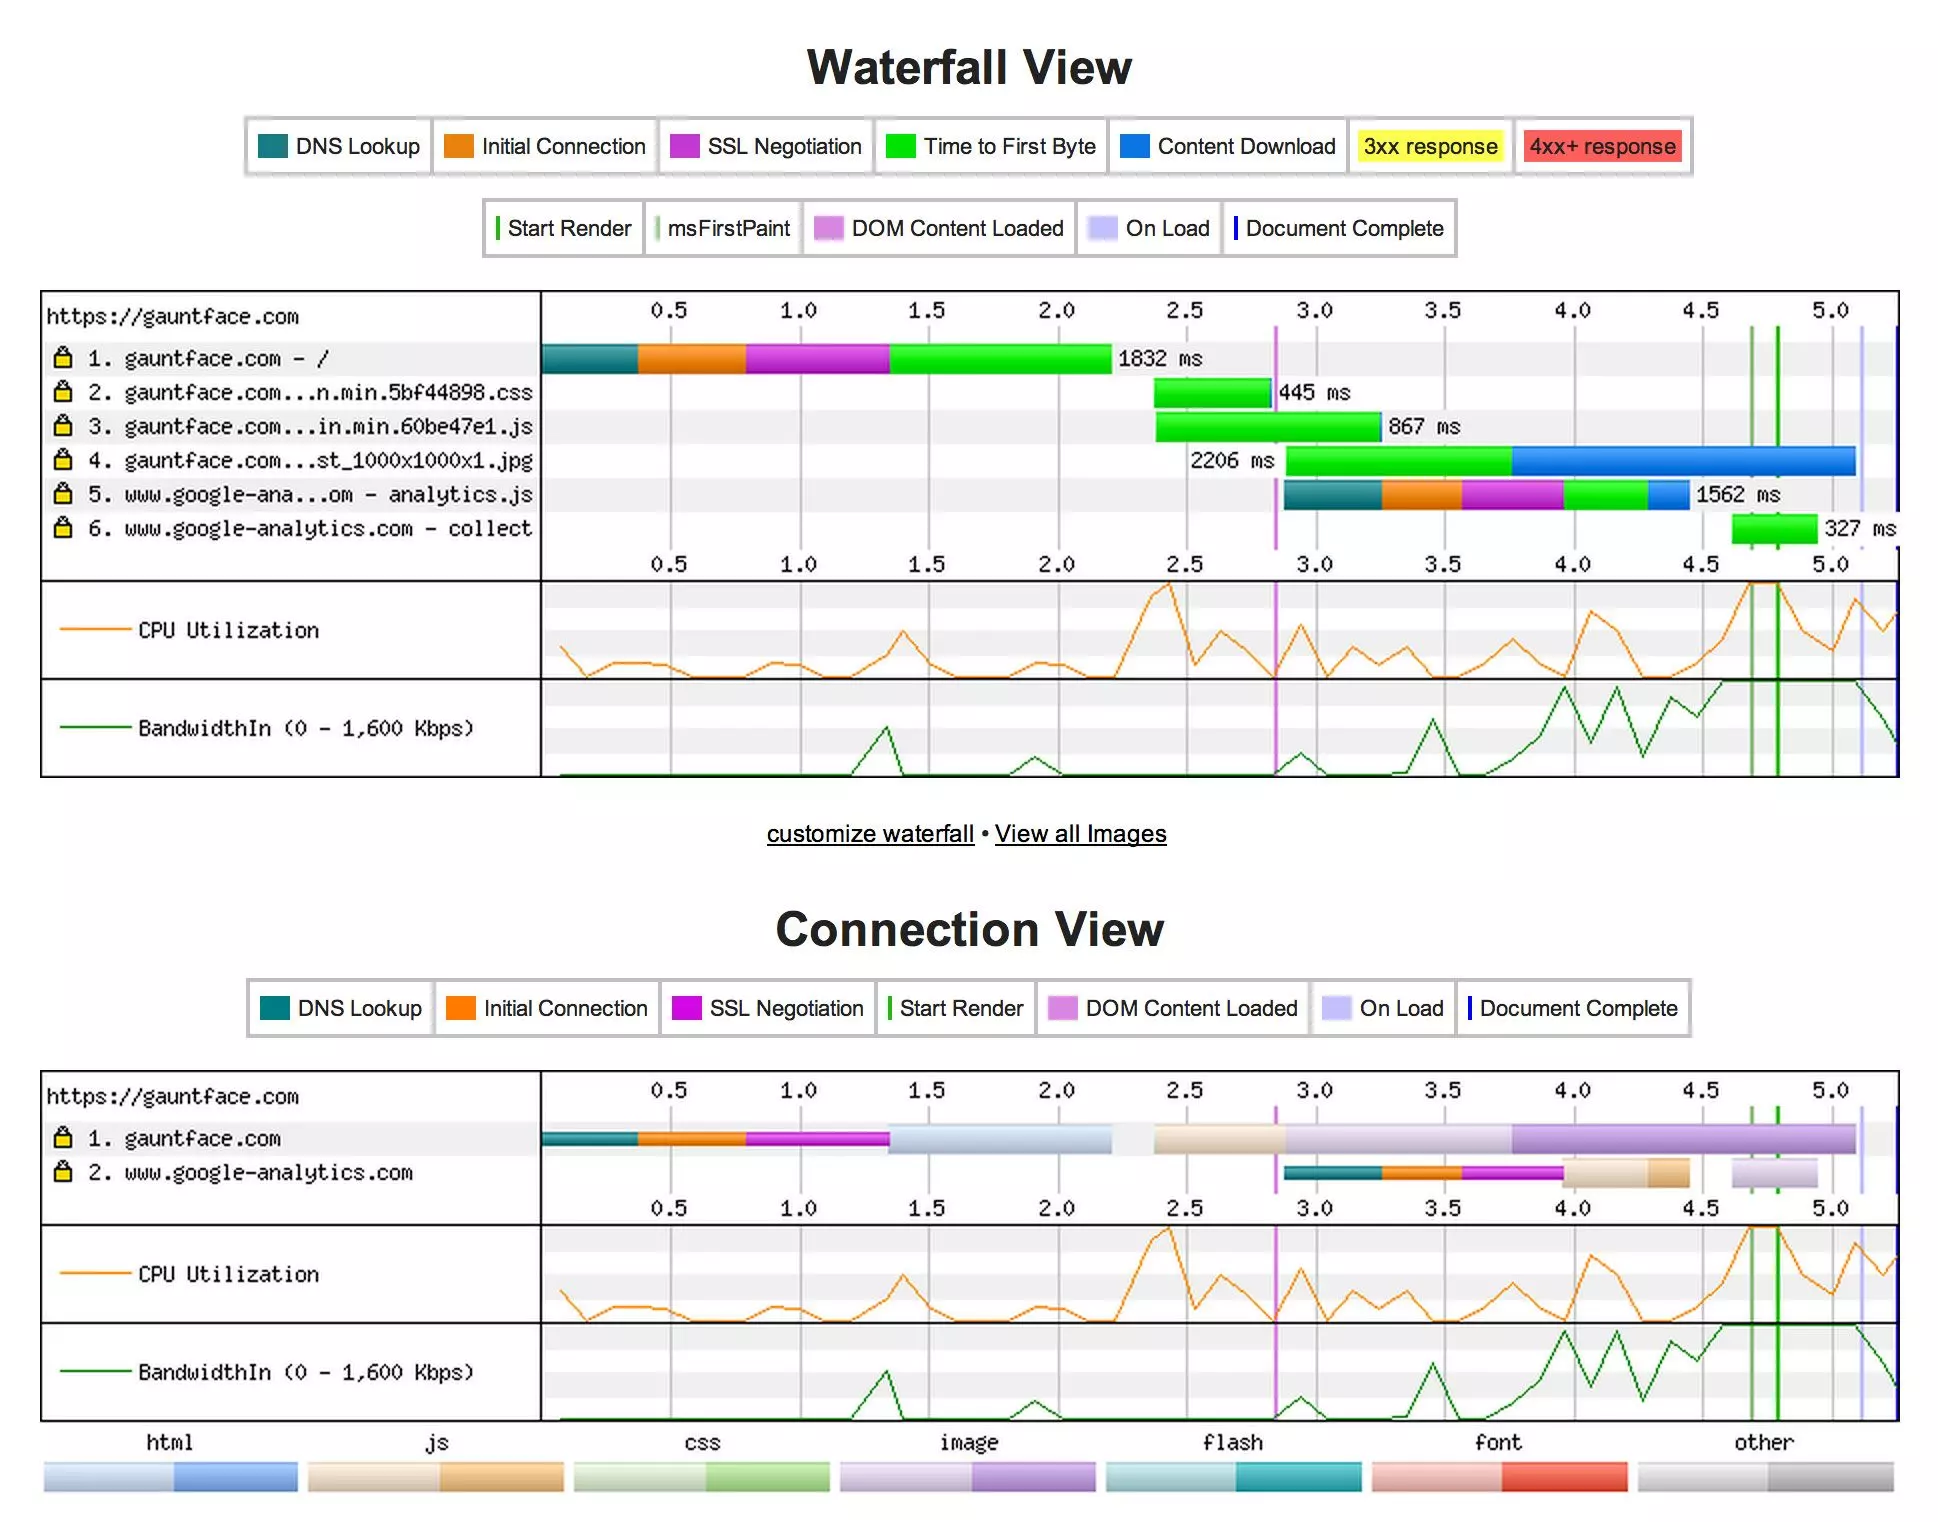 Waterfall View
DNS Lookup Initial Connection SSL Negotiation Time to First Byte Content Download 3xx response 4xx+ response
Start Render msFirstPaint DOM Content Loaded On Load Document Complete
https://gauntface.com 0.5 1.0 1.5 2.0 2.5 3.0 3.5 4.0 4.5 5.0
1. gauntface.com - / 1832 ms
2. gauntface.com...n.min.5bf44898.css 445 ms
3. gauntface.com...in.min.60be47e1.js 867 ms
4. gauntface.com...st_1000x1000x1.jpg 2206 ms
5. www.google-ana...om - analytics.js 1562 ms
6. www.google-analytics.com - collect 327 ms
0.5 1.0 1.5 2.0 2.5 3.0 3.5 4.0 4.5 5.0
CPU Utilization
BandwidthIn (0 - 1,600 Kbps)
customize waterfall • View all Images
Connection View
DNS Lookup Initial Connection SSL Negotiation Start Render DOM Content Loaded On Load Document Complete
https://gauntface.com 0.5 1.0 1.5 2.0 2.5 3.0 3.5 4.0 4.5 5.0
1. gauntface.com
2. www.google-analytics.com
0.5 1.0 1.5 2.0 2.5 3.0 3.5 4.0 4.5 5.0
CPU Utilization
BandwidthIn (0 - 1,600 Kbps)
html js css image flash font other